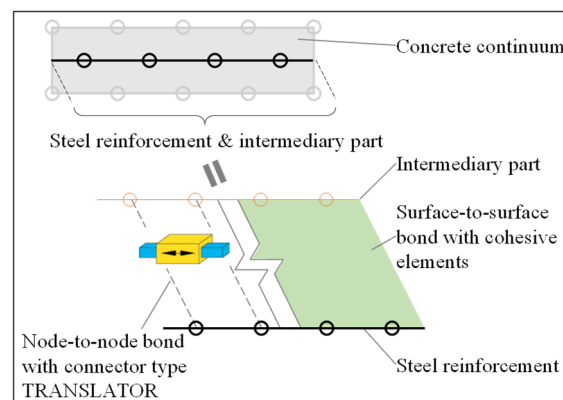 Concrete continuum
Steel reinforcement & intermediary part
Intermediary part
Surface-to-surface
bond with cohesive
elements
Node-to-node bond
with connector type
TRANSLATOR
Steel reinforcement